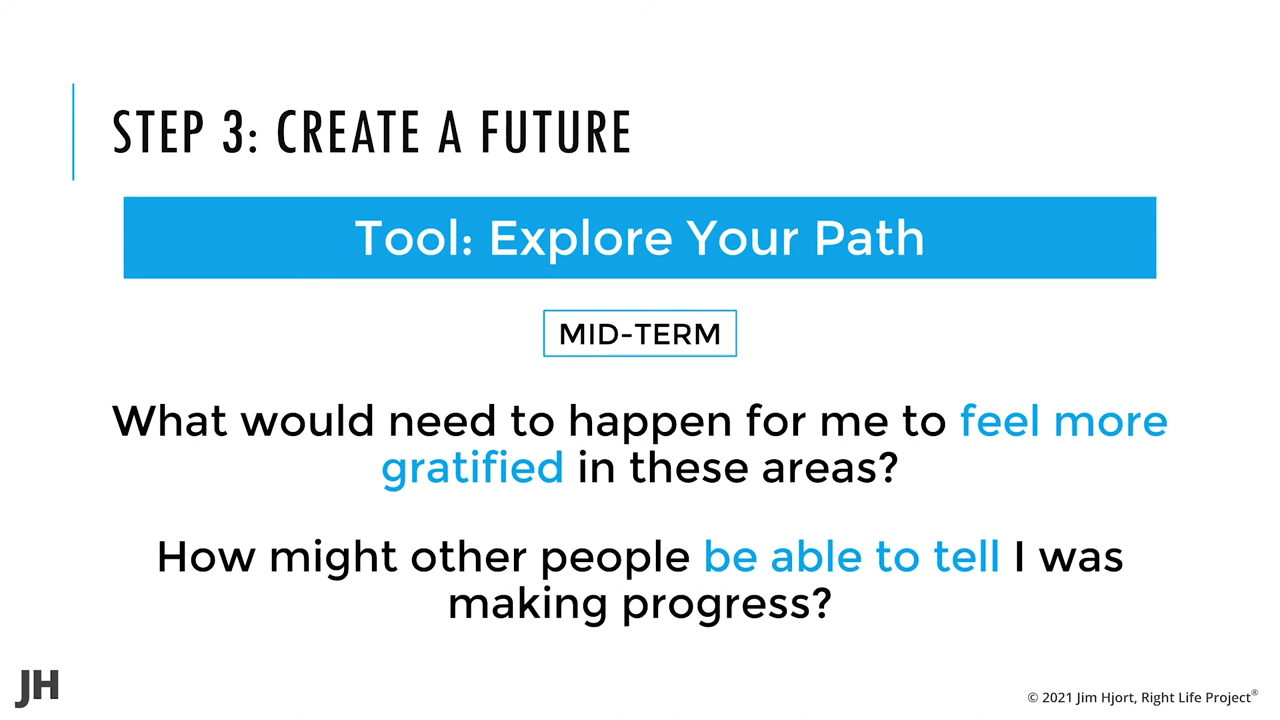 STEP 3: CREATE A FUTURE
Tool: Explore Your Path
MID-TERM
What would need to happen for me to feel more
gratified in these areas?
How might other people be able to tell I was
making progress?
JH
© 2021 Jim Hjort, Right Life Project®